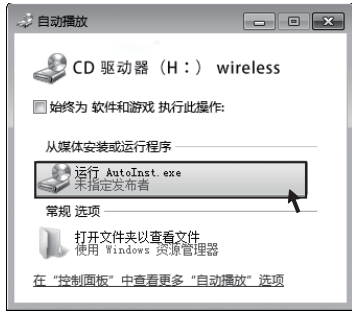 自动播放
CD 驱动器（H：） wireless
始终为 软件和游戏 执行此操作:
从媒体安装或运行程序
运行 AutoInst.exe
未指定发布者
常规 选项
打开文件夹以查看文件
使用 Windows 资源管理器
在 "控制面板" 中查看更多 "自动播放" 选项